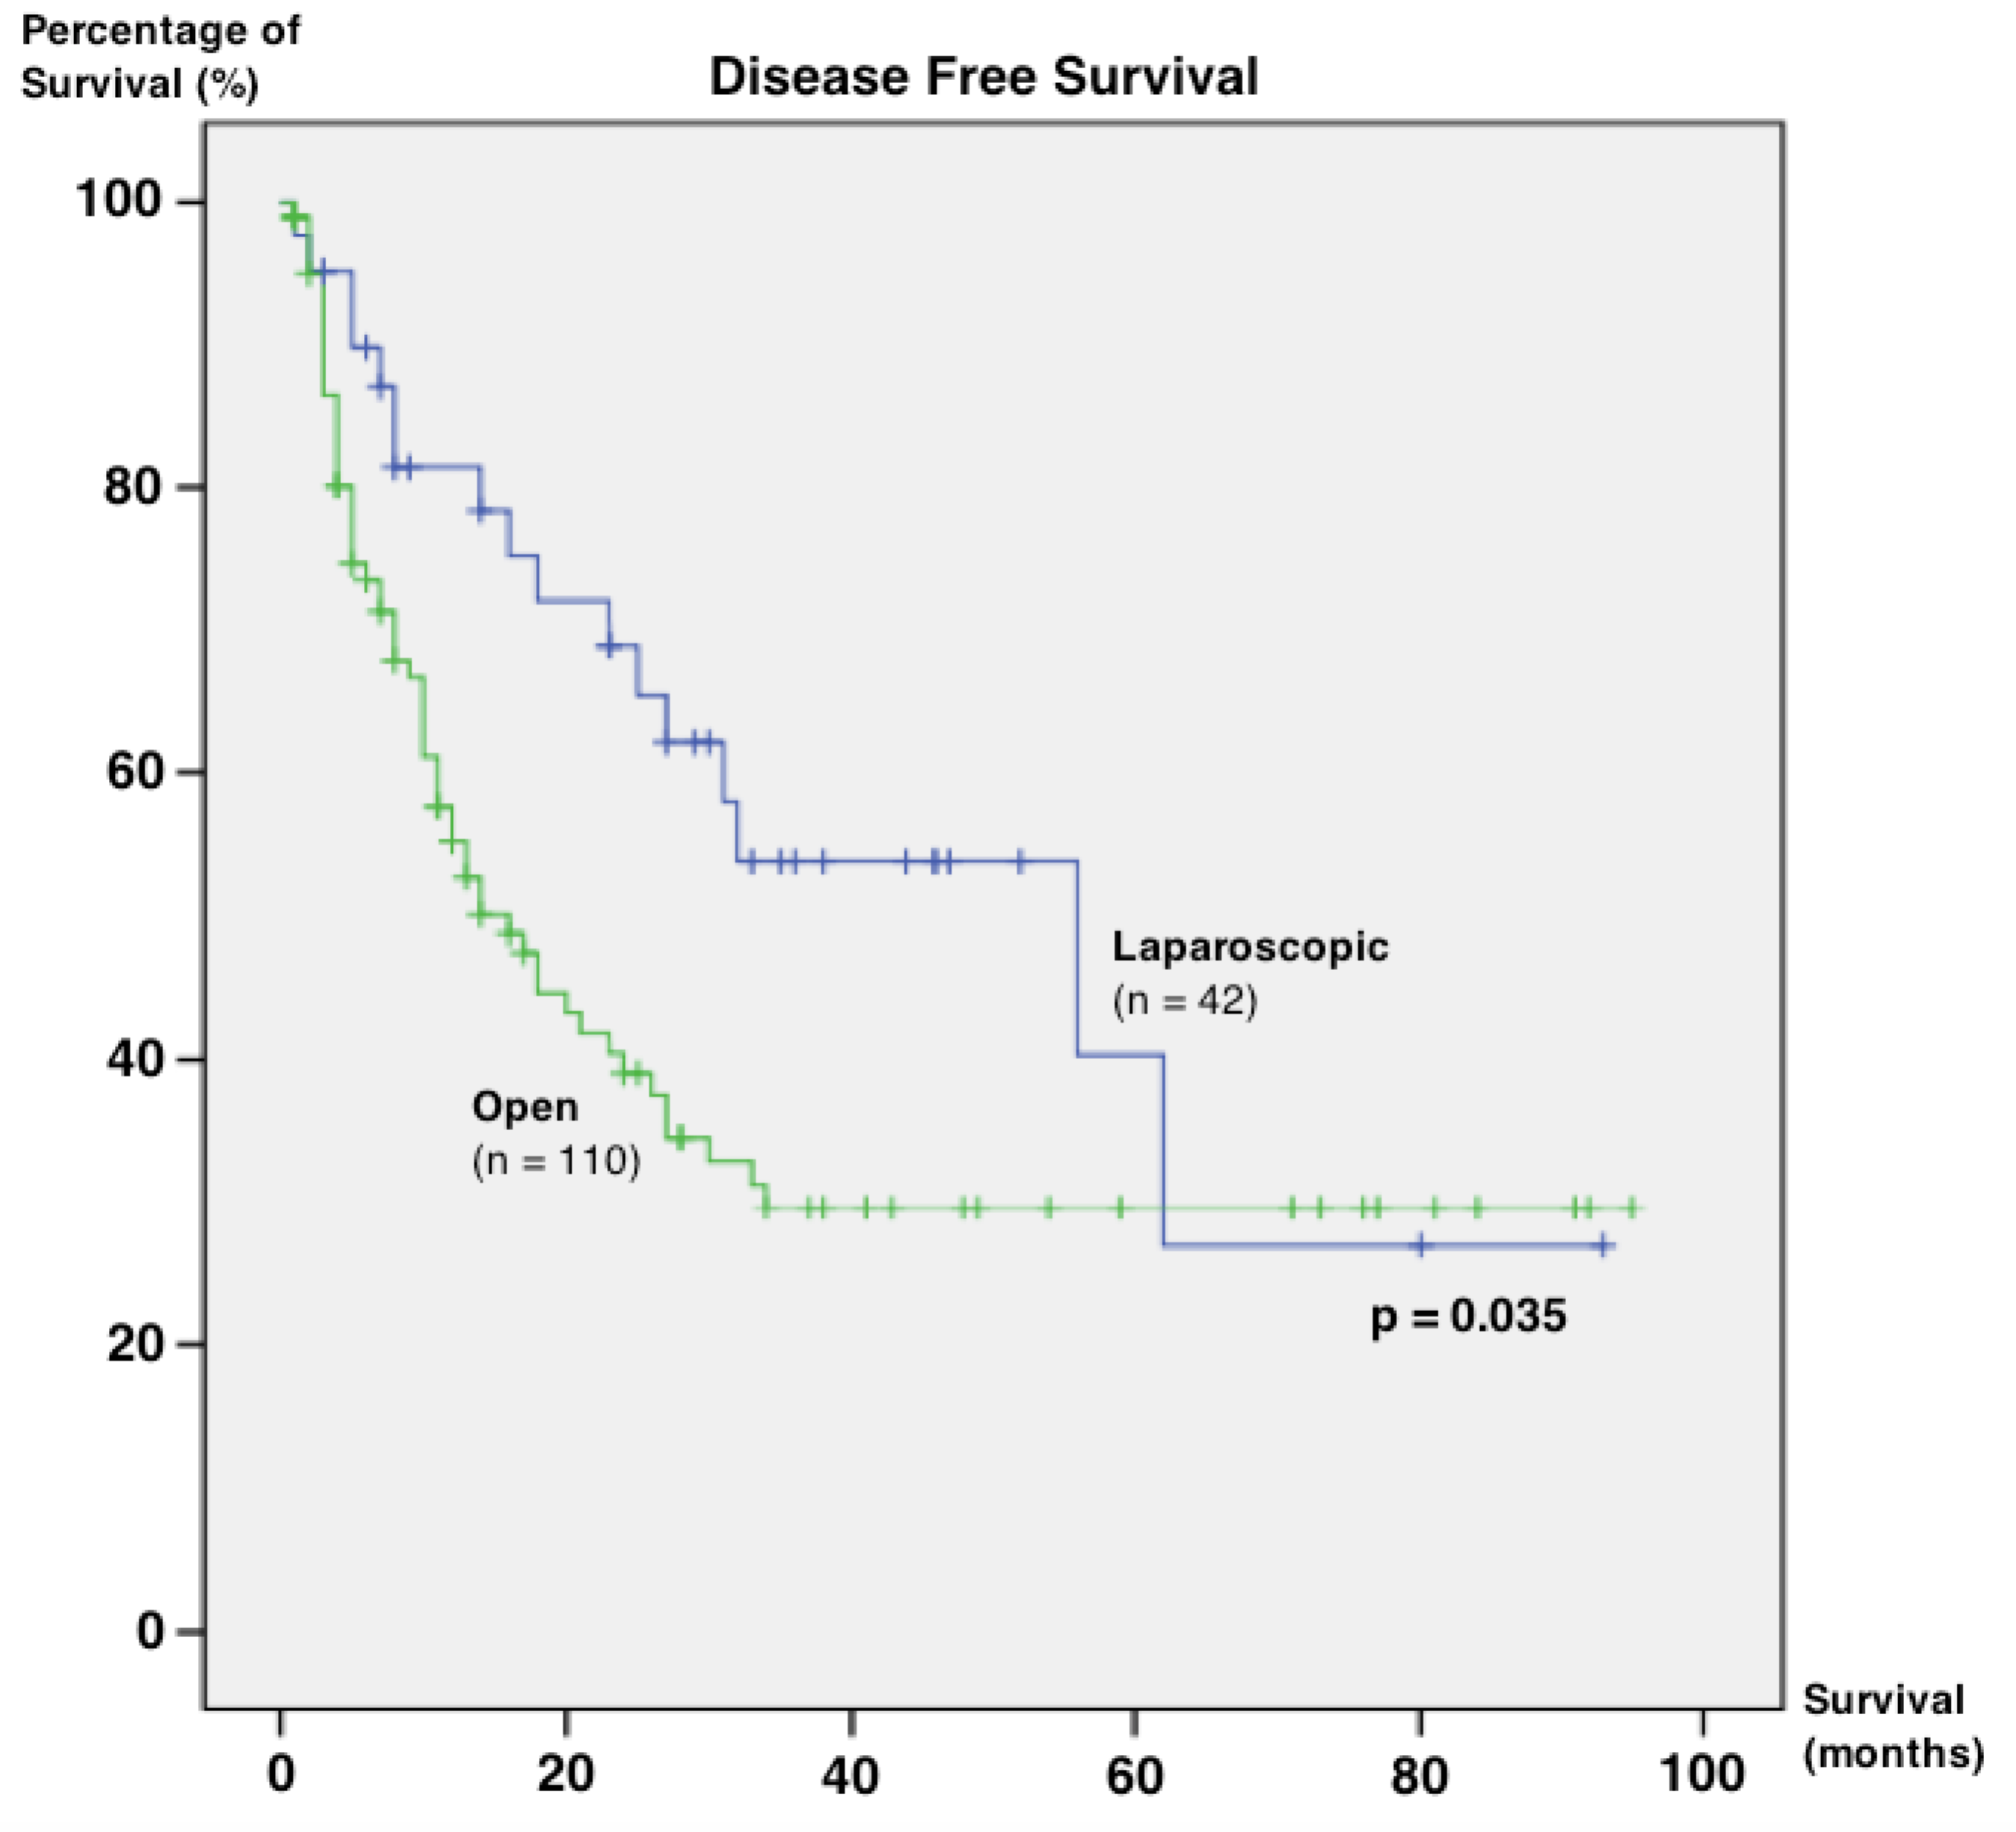 Percentage of
Survival (%)
Disease Free Survival
100
80
60
40
20
0
Laparoscopic
(n = 42)
Open
(n = 110)
p = 0.035
0 20 40 60 80 100
Survival
(months)